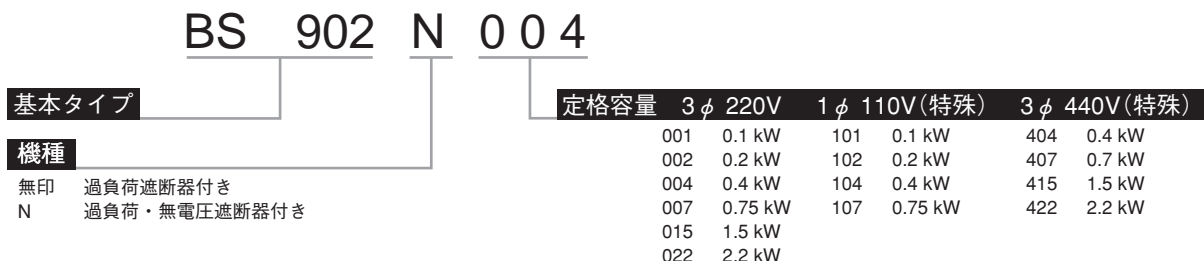 BS 902 N 0 0 4
基本タイプ
機種
無印 過負荷遮断器付き
N 過負荷・無電圧遮断器付き
定格容量 3φ 220V 1φ 110V(特殊) 3φ 440V(特殊)
001 0.1 kW 101 0.1 kW 404 0.4 kW
002 0.2 kW 102 0.2 kW 407 0.7 kW
004 0.4 kW 104 0.4 kW 415 1.5 kW
007 0.75 kW 107 0.75 kW 422 2.2 kW
015 1.5 kW
022 2.2 kW